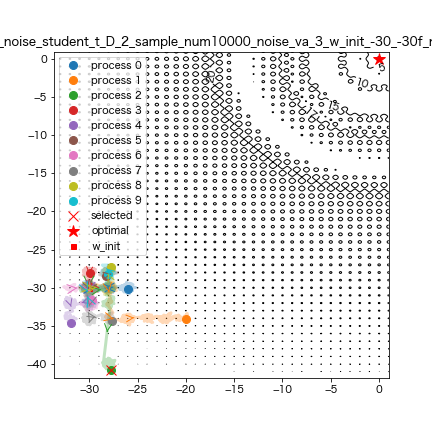 _noise_student_t_D_2_sample_num10000_noise_va_3_w_init_-30_-30f_r
process 0
process 1
process 2
process 3
process 4
process 5
process 6
process 7
process 8
process 9
selected
optimal
w_init
0
−5
−10
−15
−20
−25
−30
−35
−40
−30
−25
−20
−15
−10
−5
0